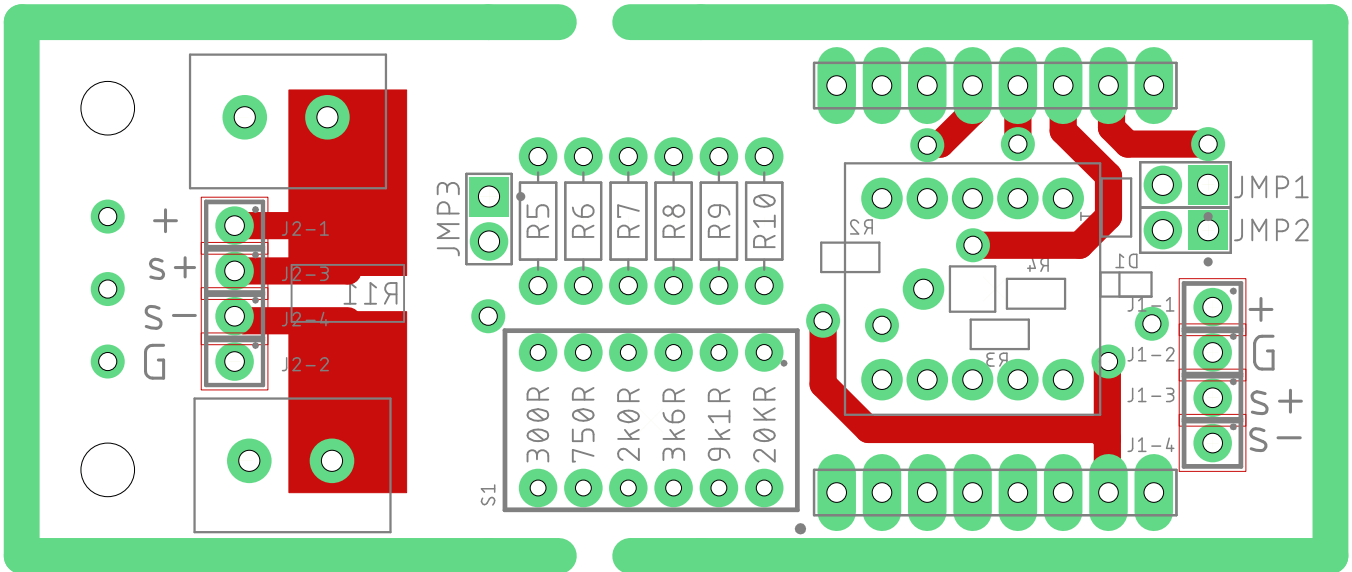 +
S+
S-
G
J2-1
J2-3
J2-4
J2-2
R11
JMP3
R5
R6
R7
R8
R9
R10
300R
750R
2k0R
3k6R
9k1R
20KR
S1
R2
R4
R3
D1
JMP1
JMP2
J1-1
J1-2
J1-3
J1-4
+
G
S+
S-